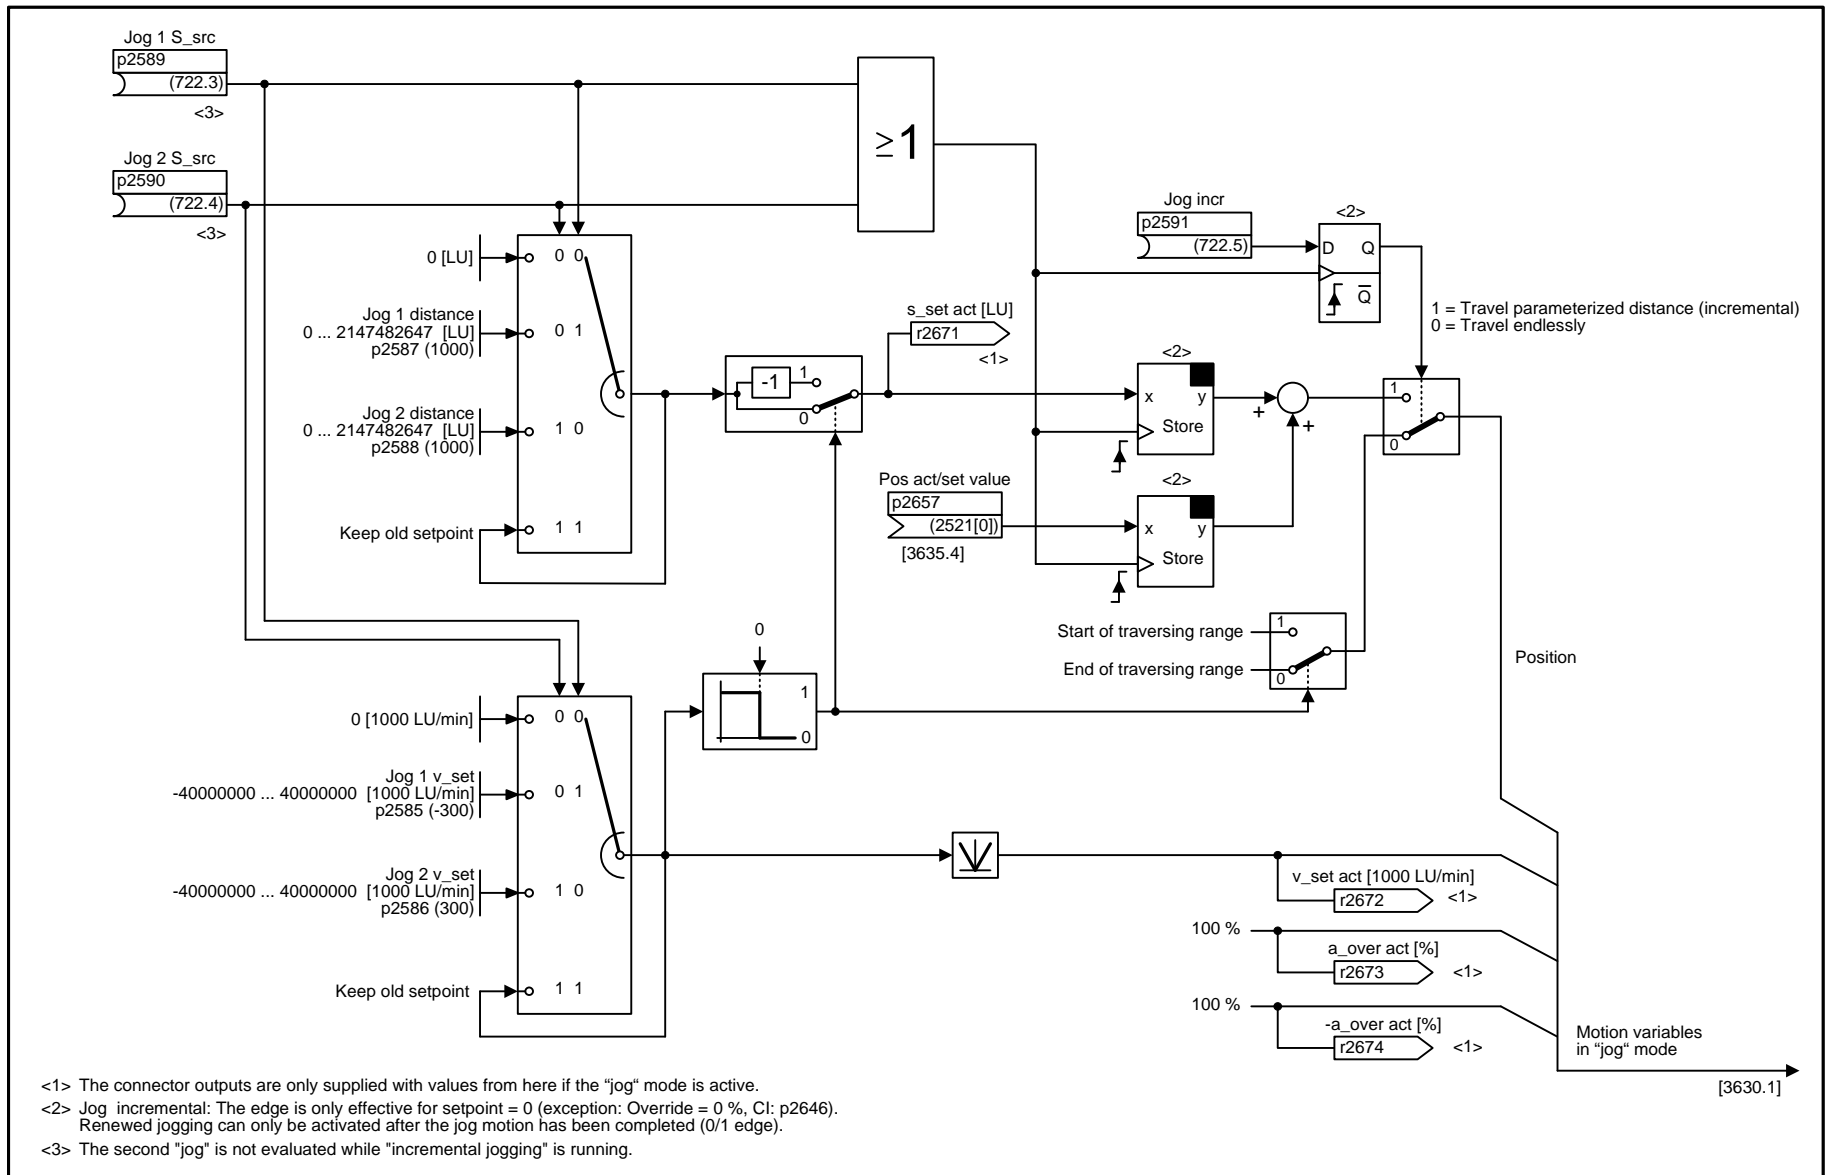 Jog 1 S_src
p2589
(722.3)
<3>
Jog 2 S_src
p2590
(722.4)
<3>
≥1
Jog incr
p2591
(722.5)
<2>
D Q
Q
1 = Travel parameterized distance (incremental)
0 = Travel endlessly
0 [LU]
0 0
Jog 1 distance
0 ... 2147482647 [LU]
p2587 (1000)
0 1
Jog 2 distance
0 ... 2147482647 [LU]
p2588 (1000)
1 0
Keep old setpoint
1 1
-1
1
0
s_set act [LU]
r2671
<1>
<2>
x y
Store
+
+
1
0
Pos act/set value
p2657
(2521[0])
[3635.4]
<2>
x y
Store
Start of traversing range
1
End of traversing range
0
Position
0
1
0
0 [1000 LU/min]
0 0
Jog 1 v_set
-40000000 ... 40000000 [1000 LU/min]
p2585 (-300)
0 1
Jog 2 v_set
-40000000 ... 40000000 [1000 LU/min]
p2586 (300)
1 0
Keep old setpoint
1 1
v_set act [1000 LU/min]
r2672
<1>
100 %
a_over act [%]
r2673
<1>
100 %
-a_over act [%]
r2674
<1>
Motion variables
in “jog“ mode
[3630.1]
<1> The connector outputs are only supplied with values from here if the “jog“ mode is active.
<2> Jog incremental: The edge is only effective for setpoint = 0 (exception: Override = 0 %, CI: p2646).
Renewed jogging can only be activated after the jog motion has been completed (0/1 edge).
<3> The second "jog" is not evaluated while "incremental jogging" is running.